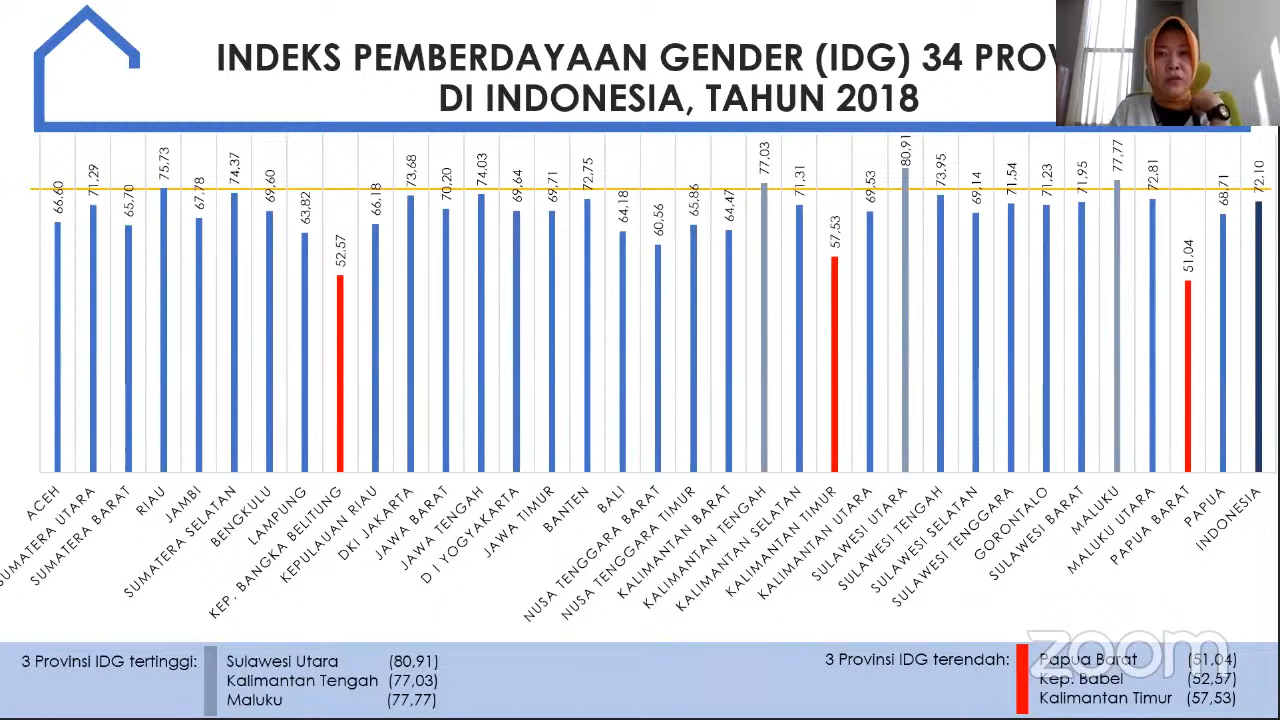 INDEKS PEMBERDAYAAN GENDER (IDG) 34 PROV
DI INDONESIA, TAHUN 2018
66,60
71,29
65,70
75,73
67,78
74,37
69,60
63,82
52,57
66,18
73,68
70,20
74,03
69,64
69,71
72,75
64,18
60,56
65,86
64,47
77,03
71,31
57,53
69,53
80,91
73,95
69,14
71,54
71,23
71,95
77,77
72,81
51,04
68,71
72,10
ACEH
SUMATERA UTARA
SUMATERA BARAT
RIAU
JAMBI
SUMATERA SELATAN
BENGKULU
LAMPUNG
KEP. BANGKA BELITUNG
KEPULAUAN RIAU
DKI JAKARTA
JAWA BARAT
JAWA TENGAH
D I YOGYAKARTA
JAWA TIMUR
BANTEN
BALI
NUSA TENGGARA BARAT
NUSA TENGGARA TIMUR
KALIMANTAN BARAT
KALIMANTAN TENGAH
KALIMANTAN SELATAN
KALIMANTAN TIMUR
KALIMANTAN UTARA
SULAWESI UTARA
SULAWESI TENGAH
SULAWESI SELATAN
SULAWESI TENGGARA
GORONTALO
SULAWESI BARAT
MALUKU
MALUKU UTARA
PAPUA BARAT
PAPUA
INDONESIA
3 Provinsi IDG tertinggi:
Sulawesi Utara (80,91)
Kalimantan Tengah (77,03)
Maluku (77,77)
3 Provinsi IDG terendah:
Papua Barat (51,04)
Kep. Babel (52,57)
Kalimantan Timur (57,53)
zoom